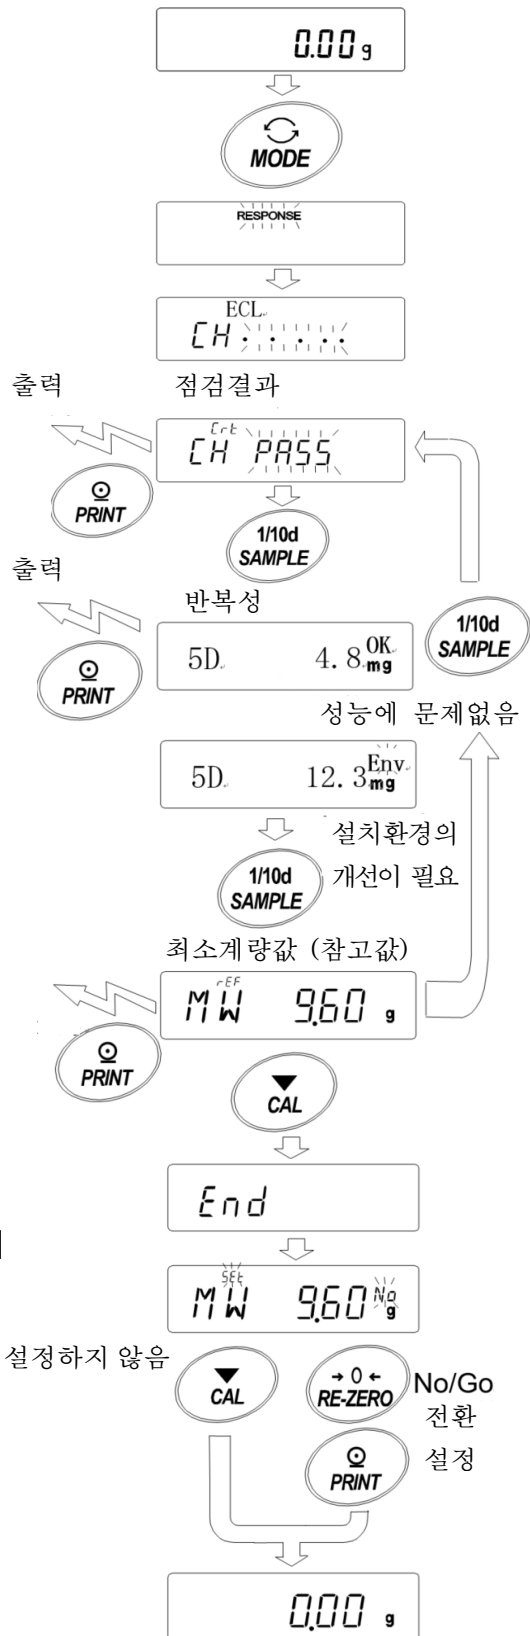 0.00 g
MODE
RESPONSE
ECL
CH . . . . .
출력 점검결과
Crt
CH PASS
PRINT
1/10d
SAMPLE
출력
반복성
5D 4.8 OK mg
PRINT
1/10d
SAMPLE
성능에 문제없음
5D 12.3 Env mg
설치환경의
개선이 필요
1/10d
SAMPLE
최소계량값 (참고값)
rEF
MW 9.60 g
PRINT
CAL
End
SEt
MW 9.60 No g
설정하지 않음
CAL
→ 0 ←
RE-ZERO
No/Go
전환
PRINT
설정
0.00 g